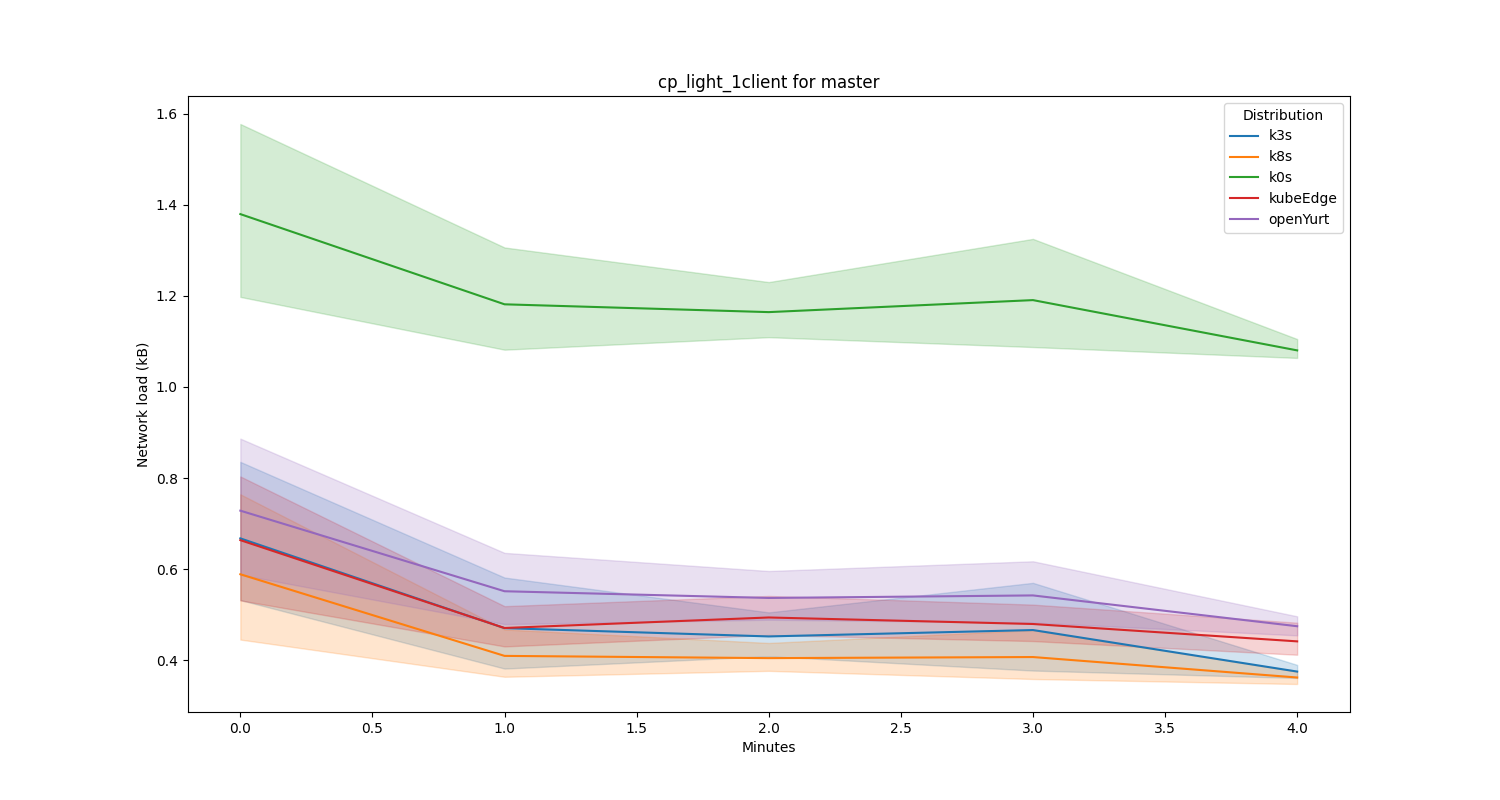 cp_light_1client for master
Network load (kB)
1.6
1.4
1.2
1.0
0.8
0.6
0.4
Distribution
k3s
k8s
k0s
kubeEdge
openYurt
0.0 0.5 1.0 1.5 2.0 2.5 3.0 3.5 4.0
Minutes